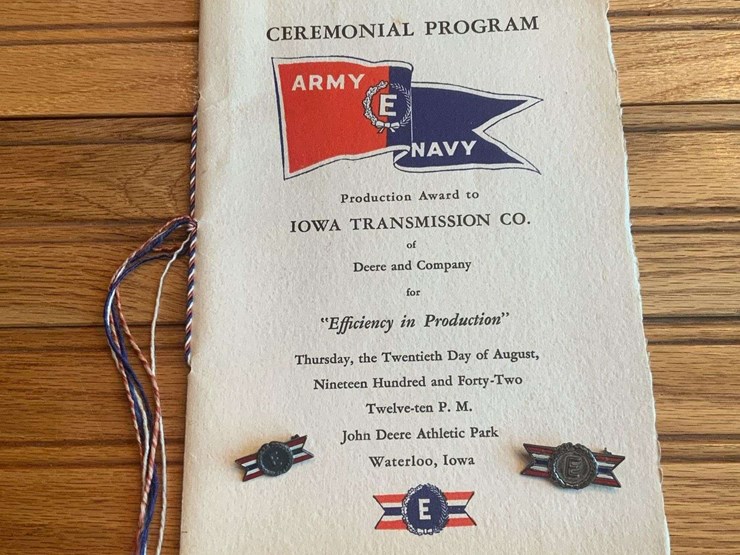 CEREMONIAL PROGRAM
ARMY
E
NAVY
Production Award to
IOWA TRANSMISSION CO.
of
Deere and Company
for
"Efficiency in Production"
Thursday, the Twentieth Day of August,
Nineteen Hundred and Forty-Two
Twelve-ten P. M.
John Deere Athletic Park
Waterloo, Iowa
E
E